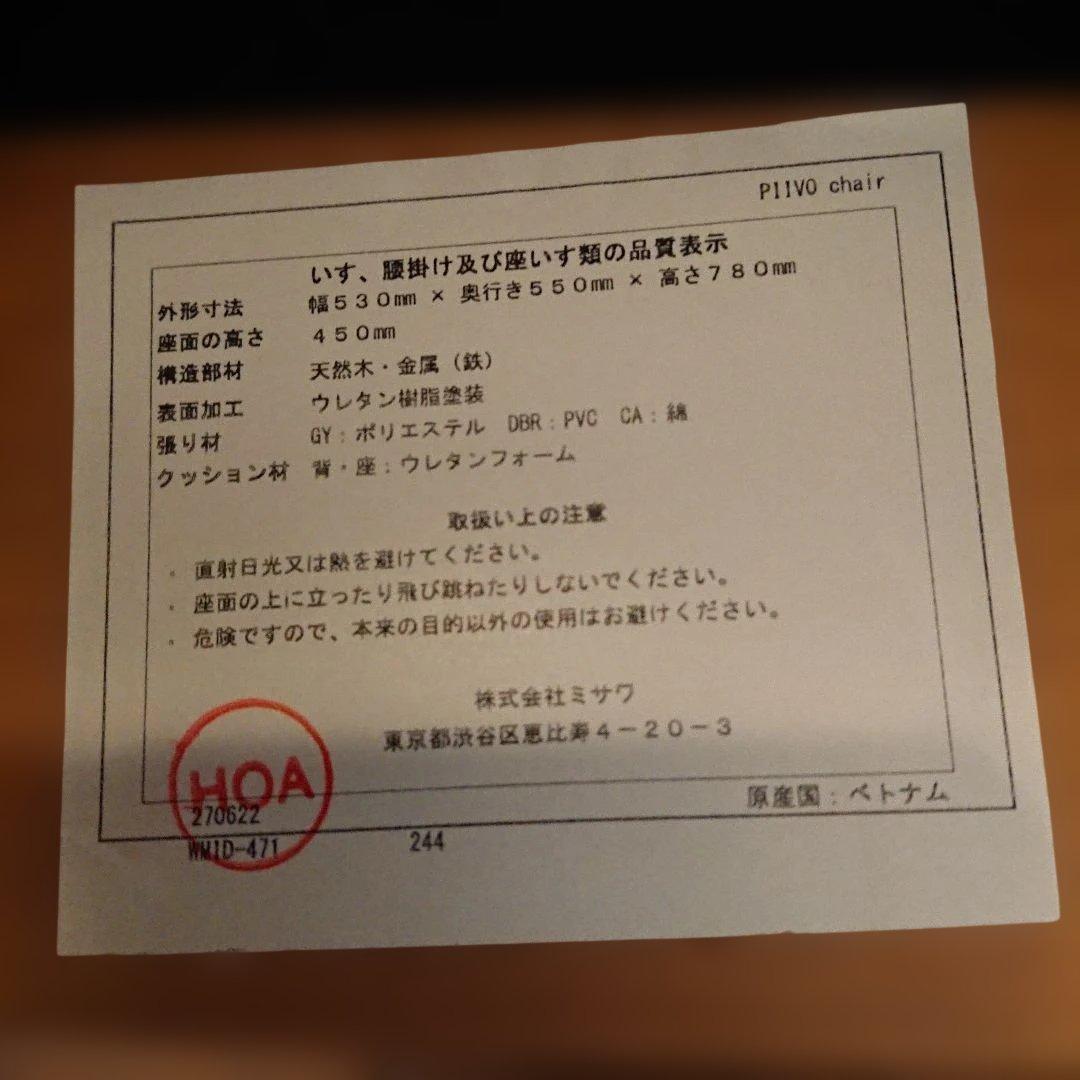 PIIVO chair
いす、腰掛け及び座いす類の品質表示
外形寸法 幅５３０㎜ × 奥行き５５０㎜ × 高さ７８０㎜
座面の高さ ４５０㎜
構造部材 天然木・金属（鉄）
表面加工 ウレタン樹脂塗装
張り材 GY：ポリエステル DBR：PVC CA：綿
クッション材 背・座：ウレタンフォーム
取扱い上の注意
。直射日光又は熱を避けてください。
。座面の上に立ったり飛び跳ねたりしないでください。
。危険ですので、本来の目的以外の使用はお避けください。
株式会社ミサワ
東京都渋谷区恵比寿４－２０－３
原産国：ベトナム
HOA
270622
WMID-471 244